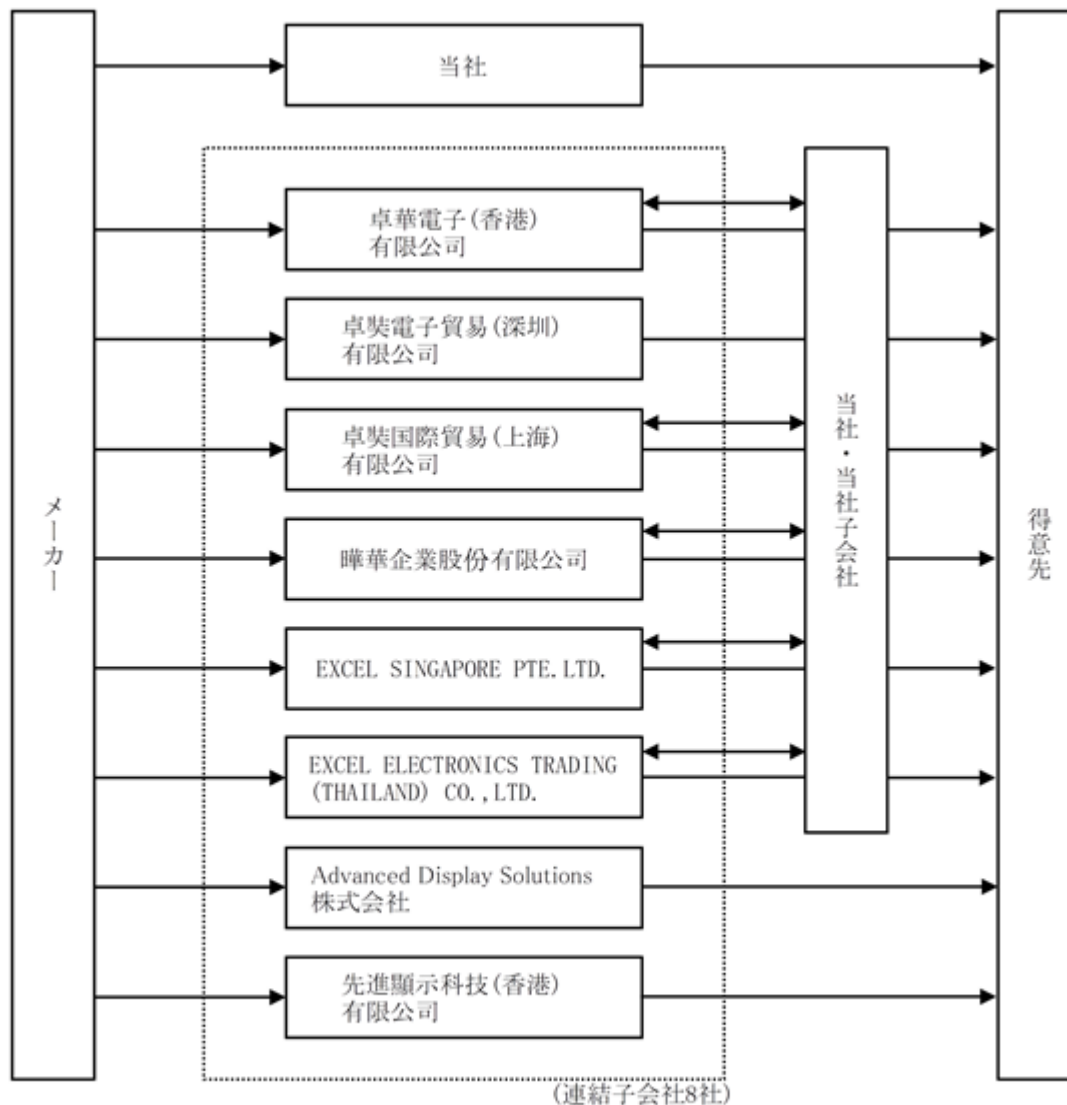 当社
卓華電子(香港)
有限公司
卓奘電子貿易(深圳)
有限公司
卓奘国際貿易(上海)
有限公司
曄華企業股份有限公司
EXCEL SINGAPORE PTE.LTD.
EXCEL ELECTRONICS TRADING
(THAILAND) CO.,LTD.
Advanced Display Solutions
株式会社
先進顯示科技(香港)
有限公司
メーカー
当社・当社子会社
得意先
(連結子会社8社)